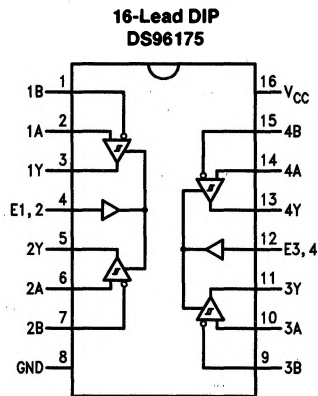 16-Lead DIP
DS96175
1B 1 16 VCC
1A 2 15 4B
1Y 3 14 4A
E1, 2 4 13 4Y
2Y 5 12 E3, 4
2A 6 11 3Y
2B 7 10 3A
GND 8 9 3B